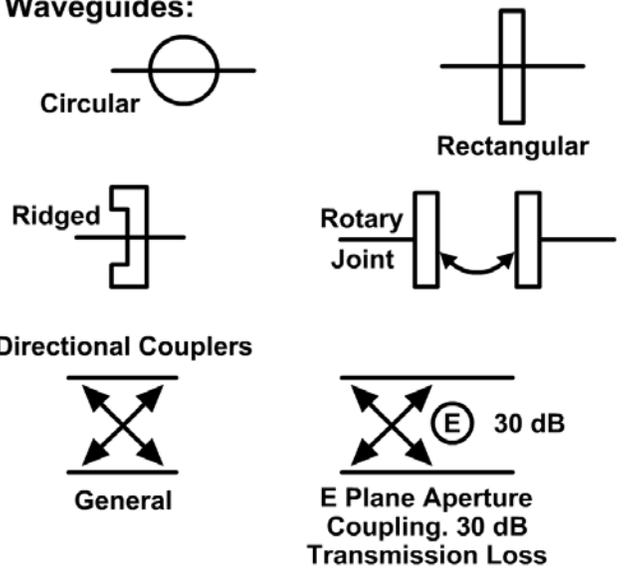 Waveguides:
Circular
Rectangular
Ridged
Rotary
Joint
Directional Couplers
E
30 dB
General
E Plane Aperture
Coupling. 30 dB
Transmission Loss